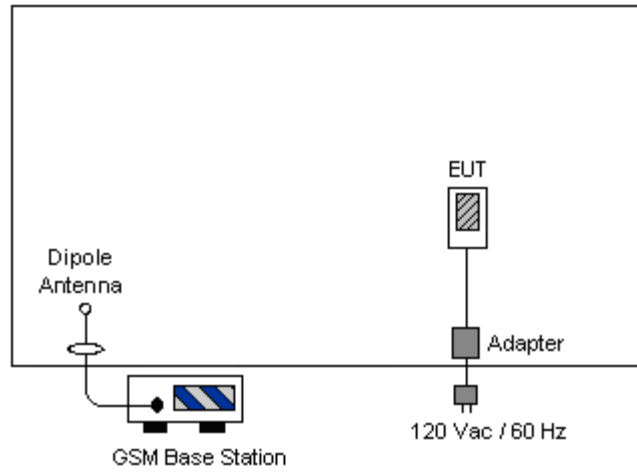 EUT
Dipole
Antenna
Adapter
120 Vac / 60 Hz
GSM Base Station